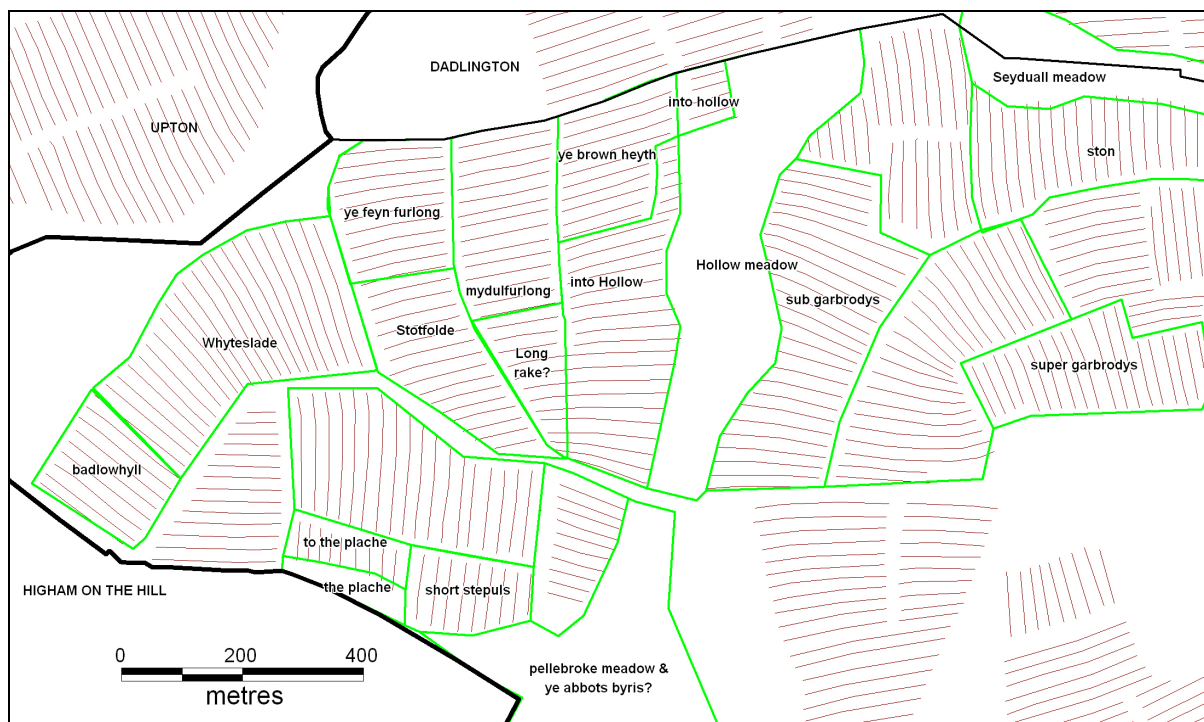 DADLINGTON
Seyduall meadow
into hollow
UPTON
ye brown heyth
ston
ye feyn furlong
Hollow meadow
into Hollow
mydulfurlong
sub garbrodys
Stotfolde
Whyteslade
Long
rake?
super garbrodys
badlowhyll
to the plache
HIGHAM ON THE HILL
the plache
short stepuls
0 200 400
metres
pellebroke meadow &
ye abbots byris?